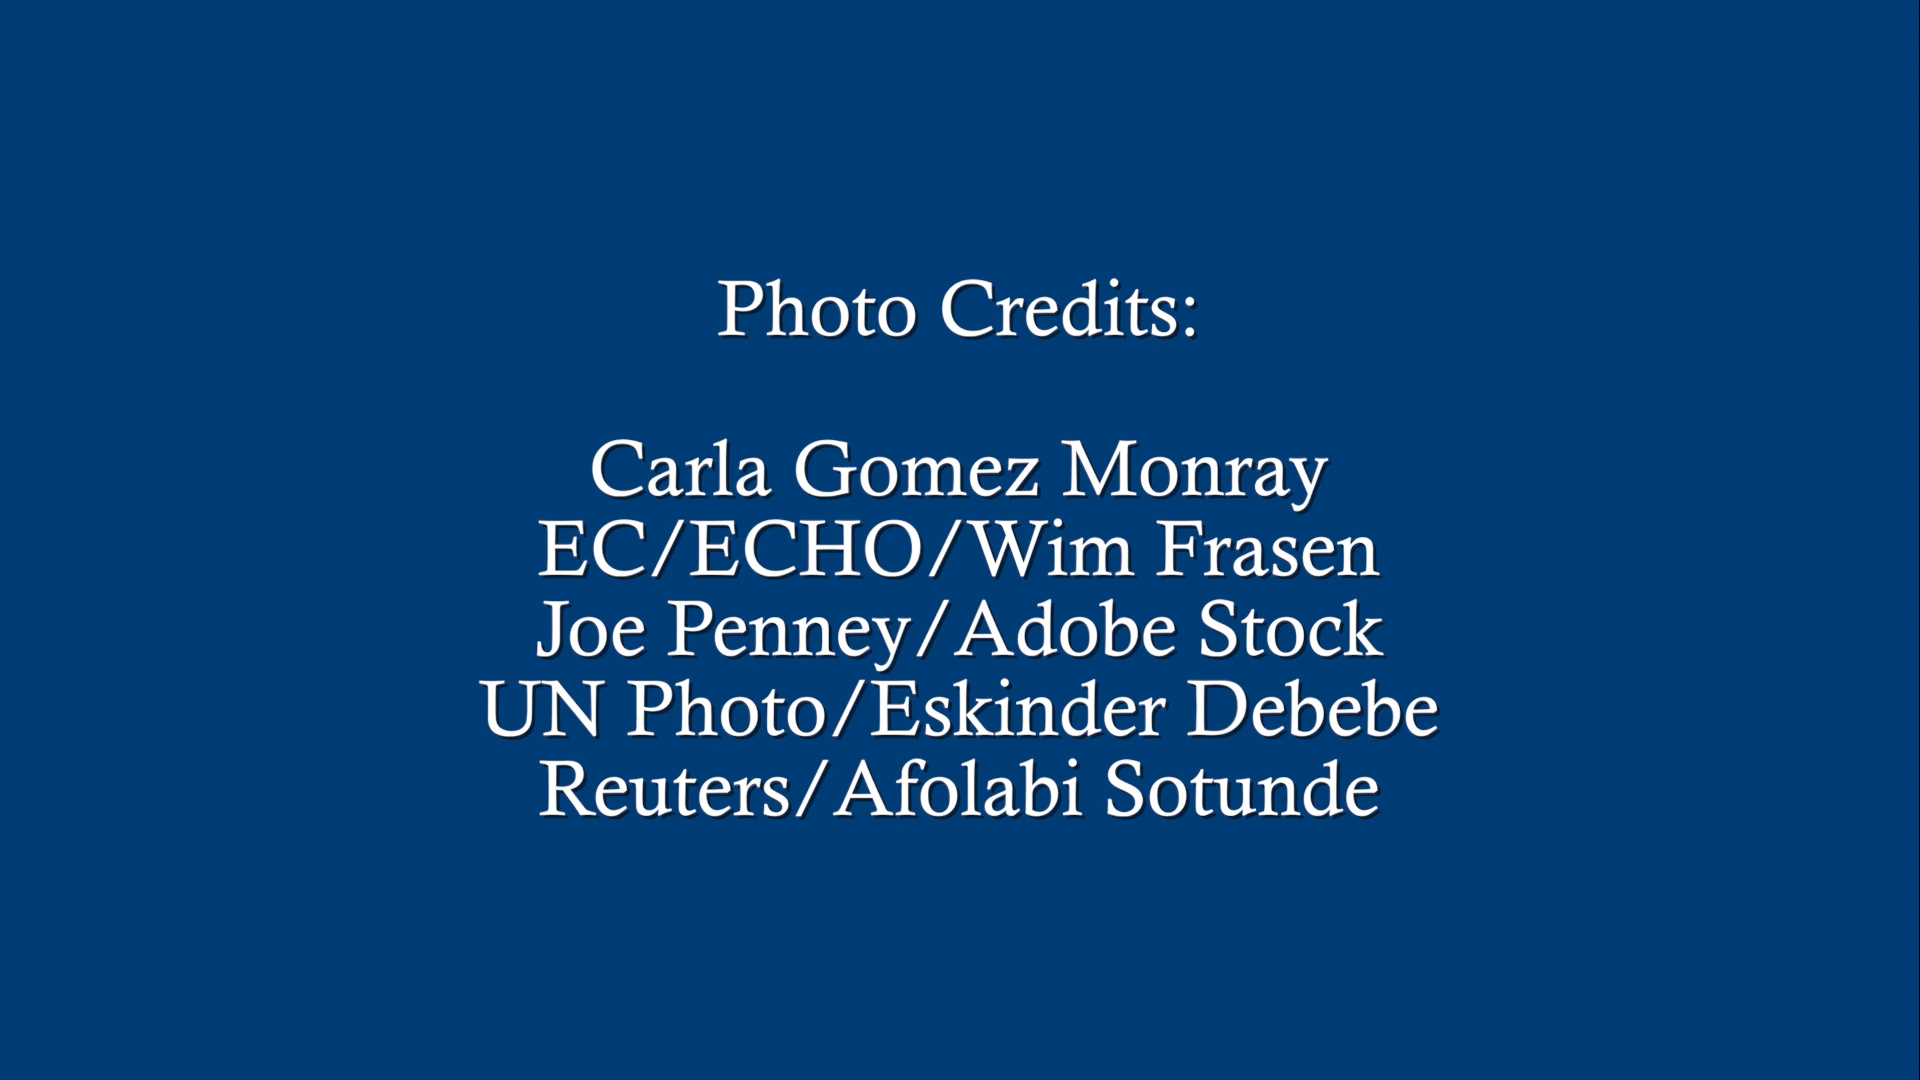 Photo Credits:
Carla Gomez Monray
EC/ECHO/Wim Frasen
Joe Penney/Adobe Stock
UN Photo/Eskinder Debebe
Reuters/Afolabi Sotunde